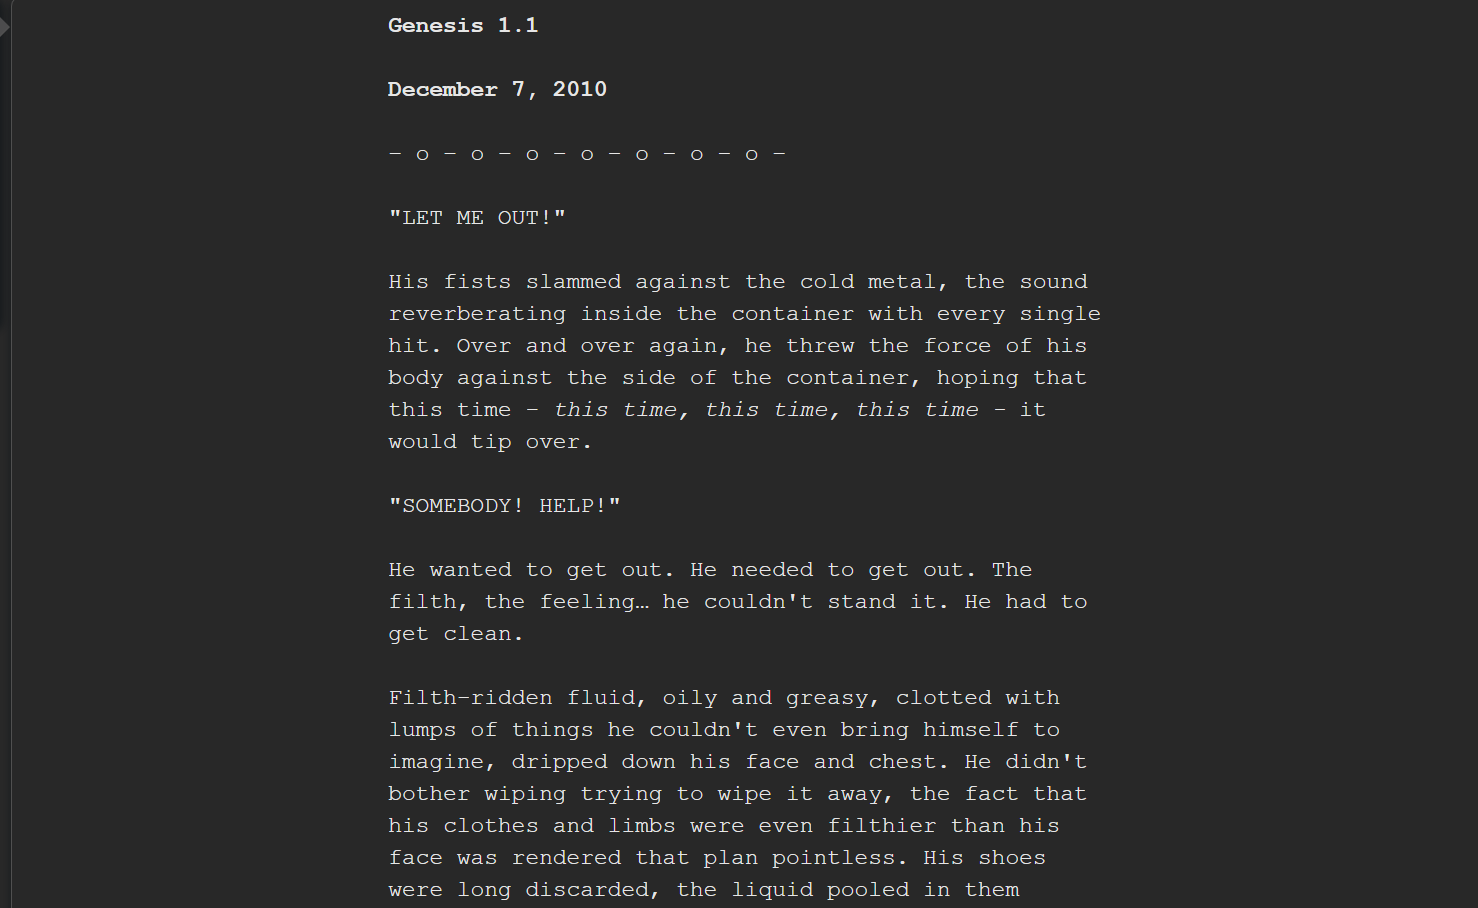 Genesis 1.1
December 7, 2010
– o – o – o – o – o – o – o –
"LET ME OUT!"
His fists slammed against the cold metal, the sound
reverberating inside the container with every single
hit. Over and over again, he threw the force of his
body against the side of the container, hoping that
this time – this time, this time, this time – it
would tip over.
"SOMEBODY! HELP!"
He wanted to get out. He needed to get out. The
filth, the feeling… he couldn't stand it. He had to
get clean.
Filth-ridden fluid, oily and greasy, clotted with
lumps of things he couldn't even bring himself to
imagine, dripped down his face and chest. He didn't
bother wiping trying to wipe it away, the fact that
his clothes and limbs were even filthier than his
face was rendered that plan pointless. His shoes
were long discarded, the liquid pooled in them